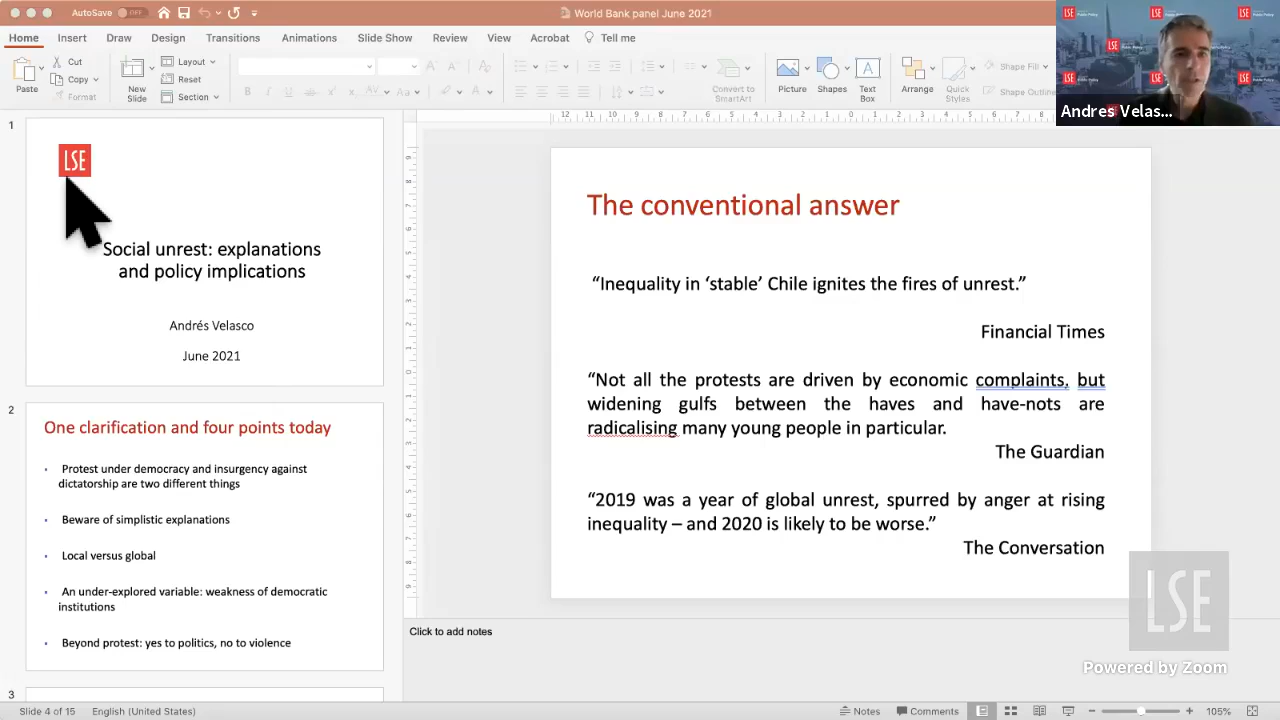 AutoSave
OFF
World Bank panel June 2021
Home Insert Draw Design Transitions Animations Slide Show Review View Acrobat Tell me
Paste
Cut
Copy
Format
New
Slide
Layout
Reset
Section
Convert to
SmartArt
Picture
Shapes
Text
Box
Arrange
Quick
Styles
Shape Fill
Shape Outline
Andres Velas...
1
LSE
Social unrest: explanations
and policy implications
Andrés Velasco
June 2021
2
One clarification and four points today
• Protest under democracy and insurgency against
dictatorship are two different things
• Beware of simplistic explanations
• Local versus global
• An under-explored variable: weakness of democratic
institutions
• Beyond protest: yes to politics, no to violence
3
The conventional answer
“Inequality in ‘stable’ Chile ignites the fires of unrest.”
Financial Times
“Not all the protests are driven by economic complaints, but
widening gulfs between the haves and have-nots are
radicalising many young people in particular.
The Guardian
“2019 was a year of global unrest, spurred by anger at rising
inequality – and 2020 is likely to be worse.”
The Conversation
Click to add notes
LSE
Powered by Zoom
Slide 4 of 15 English (United States) Notes Comments 105%